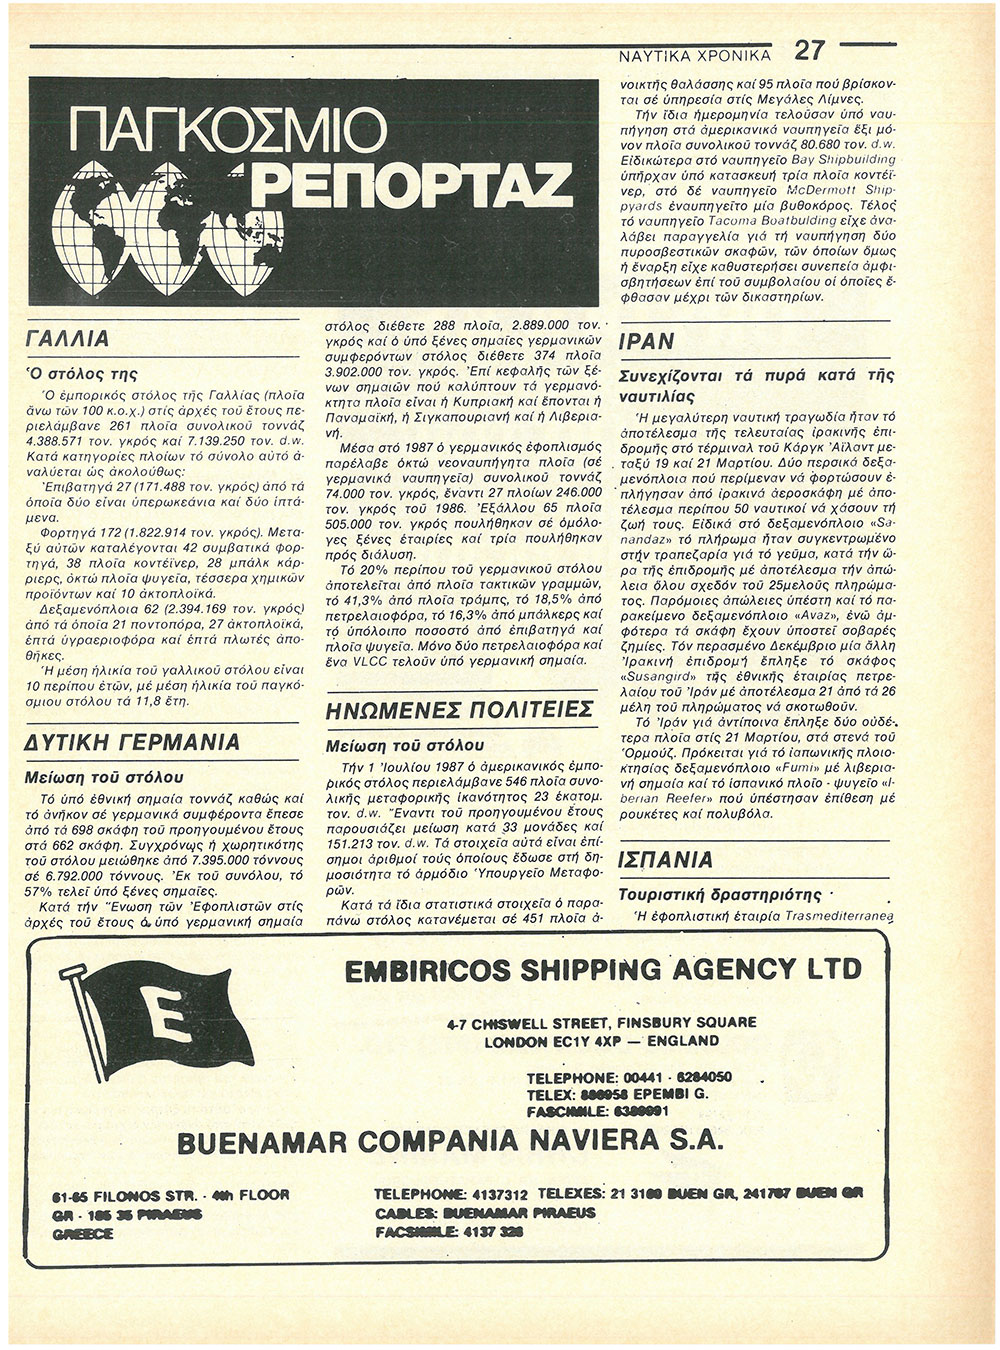 ΝΑΥΤΙΚΑ ΧΡΟΝΙΚΑ 27
ΠΑΓΚΟΣΜΙΟ
ΡΕΠΟΡΤΑΖ
ΓΑΛΛΙΑ
Ὁ στόλος της
Ὁ ἐμπορικός στόλος τῆς Γαλλίας (πλοῖα
ἄνω τῶν 100 κ.ο.χ.) στίς ἀρχές τοῦ ἔτους πε-
ριελάμβανε 261 πλοῖα συνολικοῦ τοννάζ
4.388.571 τον. γκρός καί 7.139.250 τον. d.w.
Κατά κατηγορίες πλοίων τό σύνολο αὐτό ἀ-
ναλύεται ὡς ἀκολούθως:
Ἐπιβατηγά 27 (171.488 τον. γκρός) ἀπό τά
ὁποῖα δύο εἶναι ὑπερωκεάνια καί δύο ἱπτά-
μενα.
Φορτηγά 172 (1.822.914 τον. γκρός). Μετα-
ξύ αὐτῶν καταλέγονται 42 συμβατικά φορ-
τηγά, 38 πλοῖα κοντέϊνερ, 28 μπάλκ κάρ-
ριερς, ὀκτώ πλοῖα ψυγεῖα, τέσσερα χημικῶν
προϊόντων καί 10 ἀκτοπλοϊκά.
Δεξαμενόπλοια 62 (2.394.169 τον. γκρός)
ἀπό τά ὁποῖα 21 ποντοπόρα, 27 ἀκτοπλοϊκά,
ἑπτά ὑγραεριοφόρα καί ἑπτά πλωτές ἀπο-
θῆκες.
Ἡ μέση ἡλικία τοῦ γαλλικοῦ στόλου εἶναι
10 περίπου ἐτῶν, μέ μέση ἡλικία τοῦ παγκό-
σμιου στόλου τά 11,8 ἔτη.
ΔΥΤΙΚΗ ΓΕΡΜΑΝΙΑ
Μείωση τοῦ στόλου
Τό ὑπό ἐθνική σημαία τοννάζ καθώς καί
τό ἀνῆκον σέ γερμανικά συμφέροντα ἔπεσε
ἀπό τά 698 σκάφη τοῦ προηγουμένου ἔτους
στά 662 σκάφη. Συγχρόνως ἡ χωρητικότης
τοῦ στόλου μειώθηκε ἀπό 7.395.000 τόννους
σέ 6.792.000 τόννους. Ἐκ τοῦ συνόλου, τό
57% τελεῖ ὑπό ξένες σημαῖες.
Κατά τήν Ἕνωση τῶν Ἐφοπλιστῶν στίς
ἀρχές τοῦ ἔτους ὁ ὑπό γερμανική σημαία
στόλος διέθετε 288 πλοῖα, 2.889.000 τον.
γκρός καί ὁ ὑπό ξένες σημαῖες γερμανικῶν
συμφερόντων στόλος διέθετε 374 πλοῖα
3.902.000 τον. γκρός. Ἐπί κεφαλῆς τῶν ξέ-
νων σημαιῶν πού καλύπτουν τά γερμανό-
κτητα πλοῖα εἶναι ἡ Κυπριακή καί ἕπονται ἡ
Παναμαϊκή, ἡ Σιγκαπουριανή καί ἡ Λιβερια-
νή.
Μέσα στό 1987 ὁ γερμανικός ἐφοπλισμός
παρέλαβε ὀκτώ νεοναυπήγητα πλοῖα (σέ
γερμανικά ναυπηγεῖα) συνολικοῦ τοννάζ
74.000 τον. γκρός, ἔναντι 27 πλοίων 246.000
τον. γκρός τοῦ 1986. Ἐξάλλου 65 πλοῖα
505.000 τον. γκρός πουλήθηκαν σέ ὁμόλο-
γες ξένες ἑταιρίες καί τρία πουλήθηκαν
πρός διάλυση.
Τό 20% περίπου τοῦ γερμανικοῦ στόλου
ἀποτελεῖται ἀπό πλοῖα τακτικῶν γραμμῶν,
τό 41,3% ἀπό πλοῖα τράμπς, τό 18,5% ἀπό
πετρελαιοφόρα, τό 16,3% ἀπό μπάλκερς καί
τό ὑπόλοιπο ποσοστό ἀπό ἐπιβατηγά καί
πλοῖα ψυγεῖα. Μόνο δύο πετρελαιοφόρα καί
ἕνα VLCC τελοῦν ὑπό γερμανική σημαία.
ΗΝΩΜΕΝΕΣ ΠΟΛΙΤΕΙΕΣ
Μείωση τοῦ στόλου
Τήν 1 Ἰουλίου 1987 ὁ ἀμερικανικός ἐμπο-
ρικός στόλος περιελάμβανε 546 πλοῖα συνο-
λικῆς μεταφορικῆς ἱκανότητος 23 ἑκατομ.
τον. d.w. Ἔναντι τοῦ προηγουμένου ἔτους
παρουσιάζει μείωση κατά 33 μονάδες καί
151.213 τον. d.w. Τά στοιχεῖα αὐτά εἶναι ἐπί-
σημοι ἀριθμοί τούς ὁποίους ἔδωσε στή δη-
μοσιότητα τό ἁρμόδιο Ὑπουργεῖο Μεταφο-
ρῶν.
Κατά τά ἴδια στατιστικά στοιχεῖα ὁ παρα-
πάνω στόλος κατανέμεται σέ 451 πλοῖα ἀ-
νοικτῆς θαλάσσης καί 95 πλοῖα πού βρίσκον-
ται σέ ὑπηρεσία στίς Μεγάλες Λίμνες.
Τήν ἴδια ἡμερομηνία τελοῦσαν ὑπό ναυ-
πήγηση στά ἀμερικανικά ναυπηγεῖα ἕξι μό-
νον πλοῖα συνολικοῦ τοννάζ 80.680 τον. d.w.
Εἰδικώτερα στό ναυπηγεῖο Bay Shipbuilding
ὑπῆρχαν ὑπό κατασκευή τρία πλοῖα κοντέϊ-
νερ, στό δέ ναυπηγεῖο McDermott Ship-
pyards ἐναυπηγεῖτο μία βυθοκόρος. Τέλος
τό ναυπηγεῖο Tacoma Boatbulding εἶχε ἀνα-
λάβει παραγγελία γιά τή ναυπήγηση δύο
πυροσβεστικῶν σκαφῶν, τῶν ὁποίων ὅμως
ἡ ἔναρξη εἶχε καθυστερήσει συνεπεία ἀμφι-
σβητήσεων ἐπί τοῦ συμβολαίου οἱ ὁποῖες ἔ-
φθασαν μέχρι τῶν δικαστηρίων.
ΙΡΑΝ
Συνεχίζονται τά πυρά κατά τῆς
ναυτιλίας
Ἡ μεγαλύτερη ναυτική τραγωδία ἦταν τό
ἀποτέλεσμα τῆς τελευταίας ἰρακινῆς ἐπι-
δρομῆς στό τέρμιναλ τοῦ Κάργκ Ἄϊλαντ με-
ταξύ 19 καί 21 Μαρτίου. Δύο περσικά δεξα-
μενόπλοια πού περίμεναν νά φορτώσουν ἐ-
πλήγησαν ἀπό ἰρακινά ἀεροσκάφη μέ ἀπο-
τέλεσμα περίπου 50 ναυτικοί νά χάσουν τή
ζωή τους. Εἰδικά στό δεξαμενόπλοιο «Sa-
nandaz» τό πλήρωμα ἦταν συγκεντρωμένο
στήν τραπεζαρία γιά τό γεῦμα, κατά τήν ὥ-
ρα τῆς ἐπιδρομῆς μέ ἀποτέλεσμα τήν ἀπώ-
λεια ὅλου σχεδόν τοῦ 25μελοῦς πληρώμα-
τος. Παρόμοιες ἀπώλειες ὑπέστη καί τό πα-
ρακείμενο δεξαμενόπλοιο «Avaz», ἐνῶ ἀμ-
φότερα τά σκάφη ἔχουν ὑποστεῖ σοβαρές
ζημίες. Τόν περασμένο Δεκέμβριο μία ἄλλη
Ἰρακινή ἐπιδρομή ἔπληξε τό σκάφος
«Susangird» τῆς ἐθνικῆς ἑταιρίας πετρε-
λαίου τοῦ Ἰράν μέ ἀποτέλεσμα 21 ἀπό τά 26
μέλη τοῦ πληρώματος νά σκοτωθοῦν.
Τό Ἰράν γιά ἀντίποινα ἔπληξε δύο οὐδέ-
τερα πλοῖα στίς 21 Μαρτίου, στά στενά τοῦ
Ὁρμούζ. Πρόκειται γιά τό ἰαπωνικῆς πλοιο-
κτησίας δεξαμενόπλοιο «Fumi» μέ λιβερια-
νή σημαία καί τό ἰσπανικό πλοῖο - ψυγεῖο «I-
berian Reefer» πού ὑπέστησαν ἐπίθεση μέ
ρουκέτες καί πολυβόλα.
ΙΣΠΑΝΙΑ
Τουριστική δραστηριότης
Ἡ ἐφοπλιστική ἑταιρία Trasmediterranea
E
EMBIRICOS SHIPPING AGENCY LTD
4-7 CHISWELL STREET, FINSBURY SQUARE
LONDON EC1Y 4XP — ENGLAND
TELEPHONE: 00441 - 6284050
TELEX: EPEMBI G.
FASCIMILE:
BUENAMAR COMPANIA NAVIERA S.A.
61-65 FILONOS STR. - 4th FLOOR
GR - 185 35 PIRAEUS
GREECE
TELEPHONE: 4137312 TELEXES: 21 BUEN GR, 241707 BUEN GR
CABLES: BUENAMAR PIRAEUS
FACSIMILE: 4137